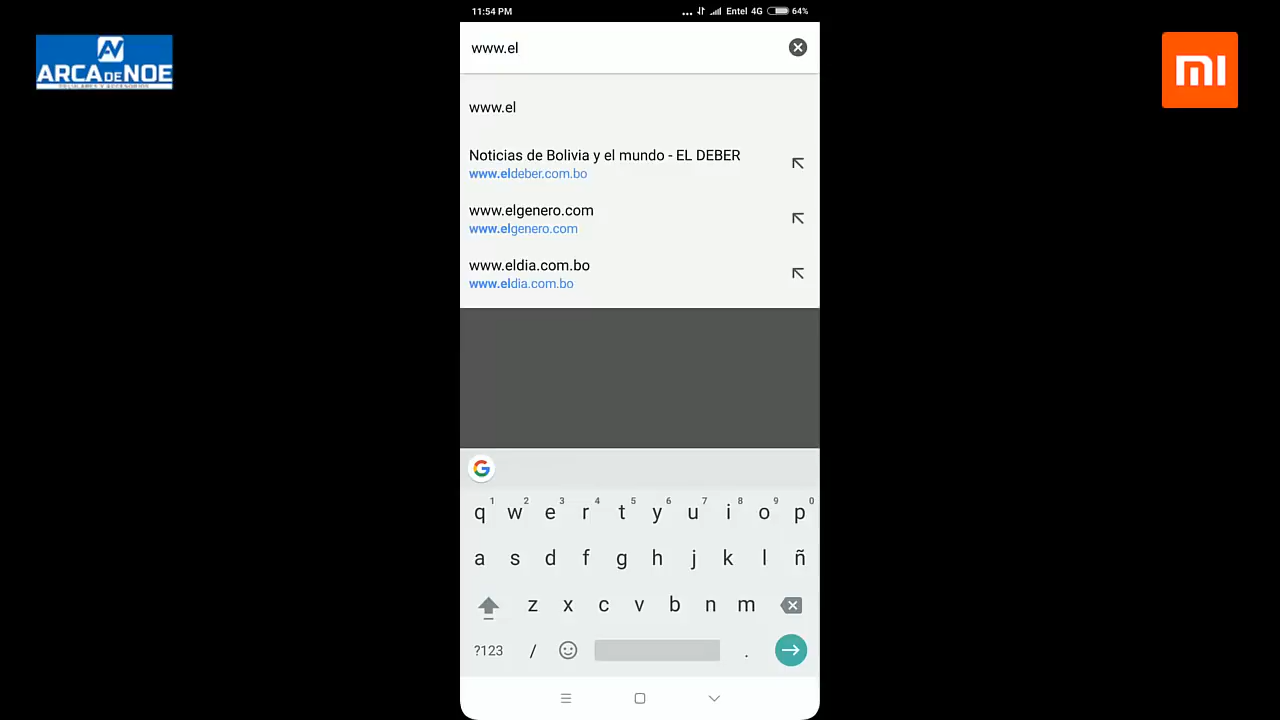 11:54 PM
... Entel 4G 64%
ARCA DE NOE
mi
www.el
www.el
Noticias de Bolivia y el mundo - EL DEBER
www.eldeber.com.bo
www.elgenero.com
www.elgenero.com
www.eldia.com.bo
www.eldia.com.bo
G
1 2 3 4 5 6 7 8 9 0
q w e r t y u i o p
a s d f g h j k l ñ
z x c v b n m
?123 / .